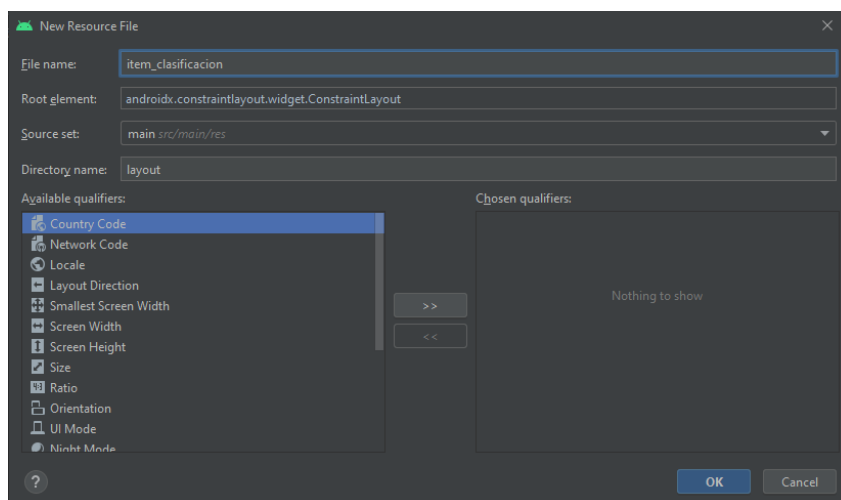 New Resource File
File name: item_clasificacion
Root element: androidx.constraintlayout.widget.ConstraintLayout
Source set: main src/main/res
Directory name: layout
Available qualifiers:
Chosen qualifiers:
Country Code
Network Code
Locale
Layout Direction
Smallest Screen Width
Screen Width
Screen Height
Size
Ratio
Orientation
UI Mode
Night Mode
>>
<<
Nothing to show
?
OK
Cancel